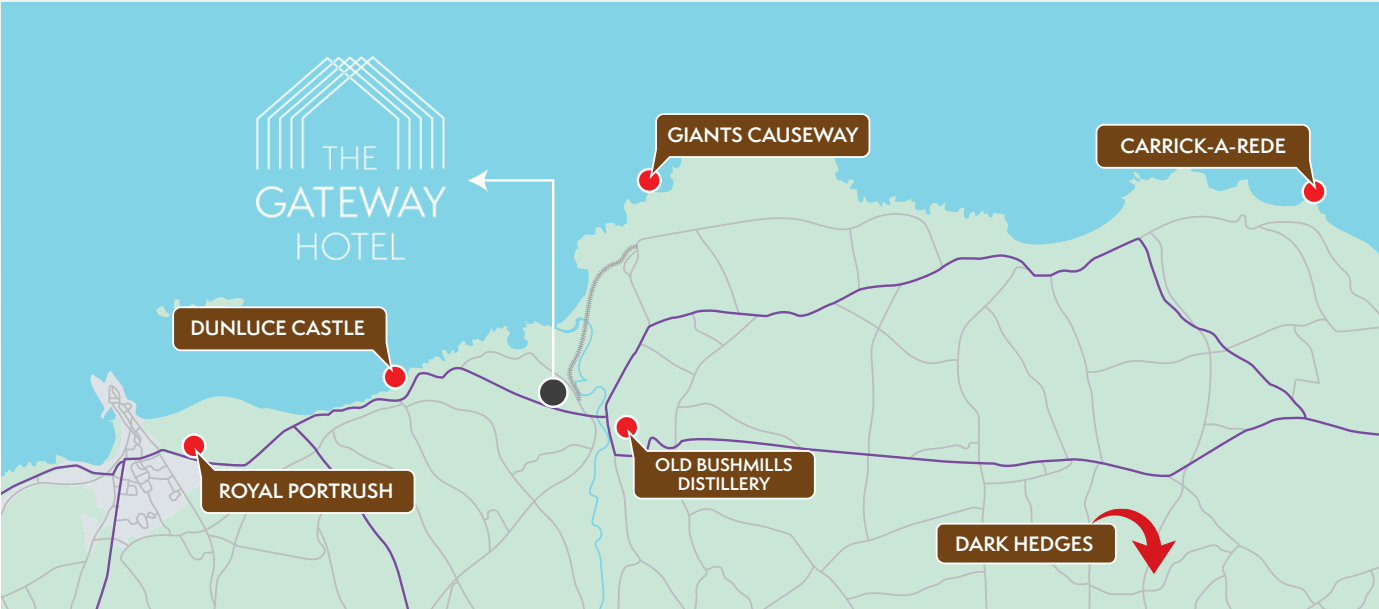 THE
GATEWAY
HOTEL
GIANTS CAUSEWAY
CARRICK-A-REDE
DUNLUCE CASTLE
ROYAL PORTRUSH
OLD BUSHMILLS
DISTILLERY
DARK HEDGES